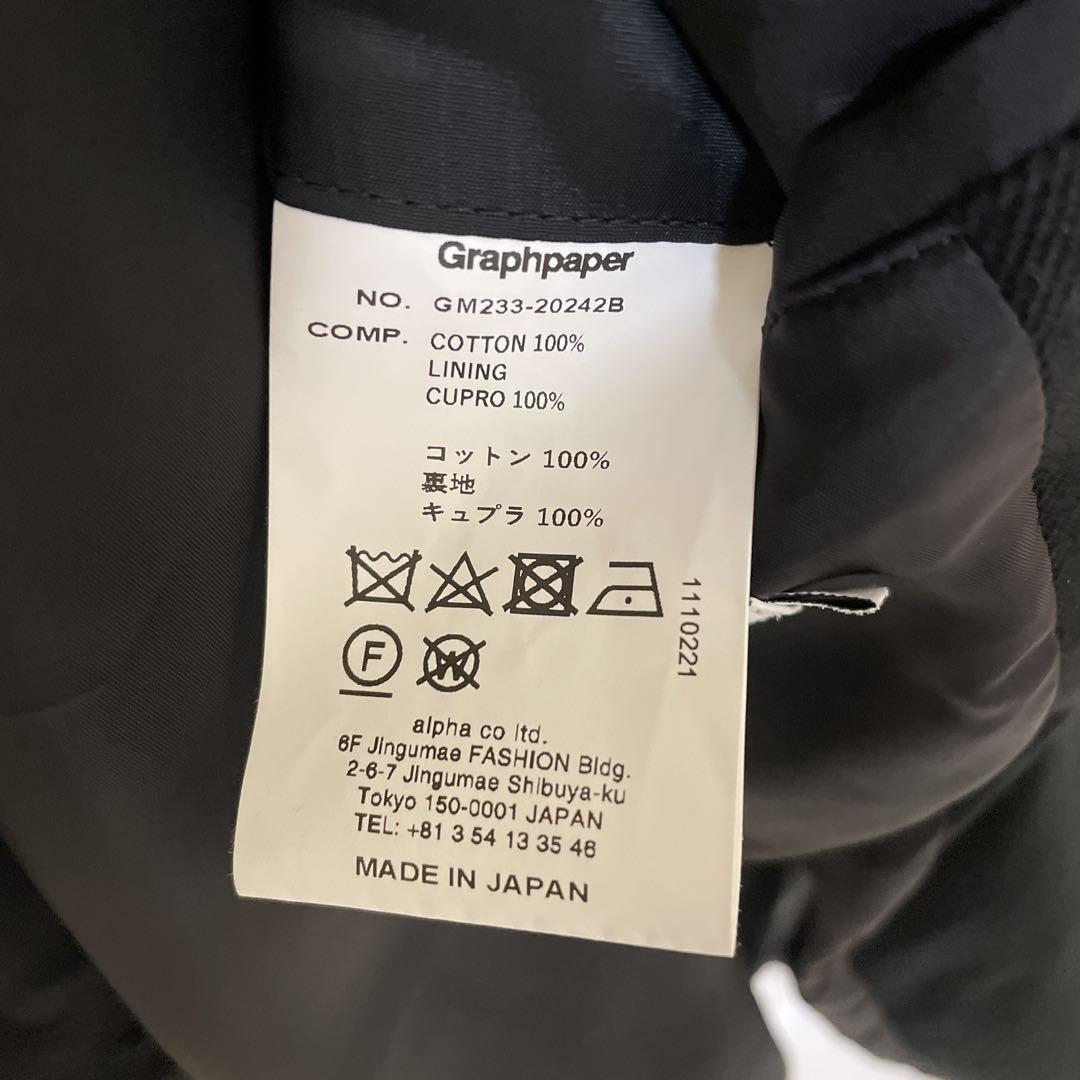 Graphpaper
NO. GM233-20242B
COMP. COTTON 100%
LINING
CUPRO 100%
コットン 100%
裏地
キュプラ 100%
F W
1110221
alpha co ltd.
6F Jingumae FASHION Bldg.
2-6-7 Jingumae Shibuya-ku
Tokyo 150-0001 JAPAN
TEL: +81 3 54 13 35 46
MADE IN JAPAN